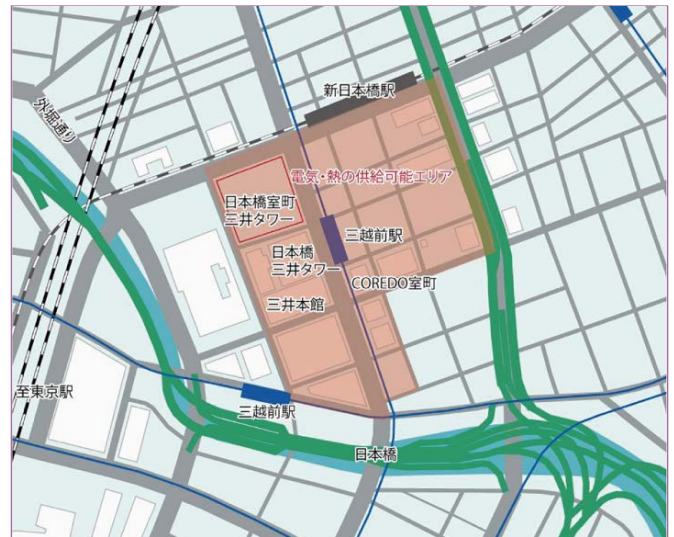 新日本橋駅
外堀通り
電気・熱の供給可能エリア
日本橋室町
三井タワー
三越前駅
日本橋
三井タワー
COREDO室町
三井本館
至東京駅
三越前駅
日本橋